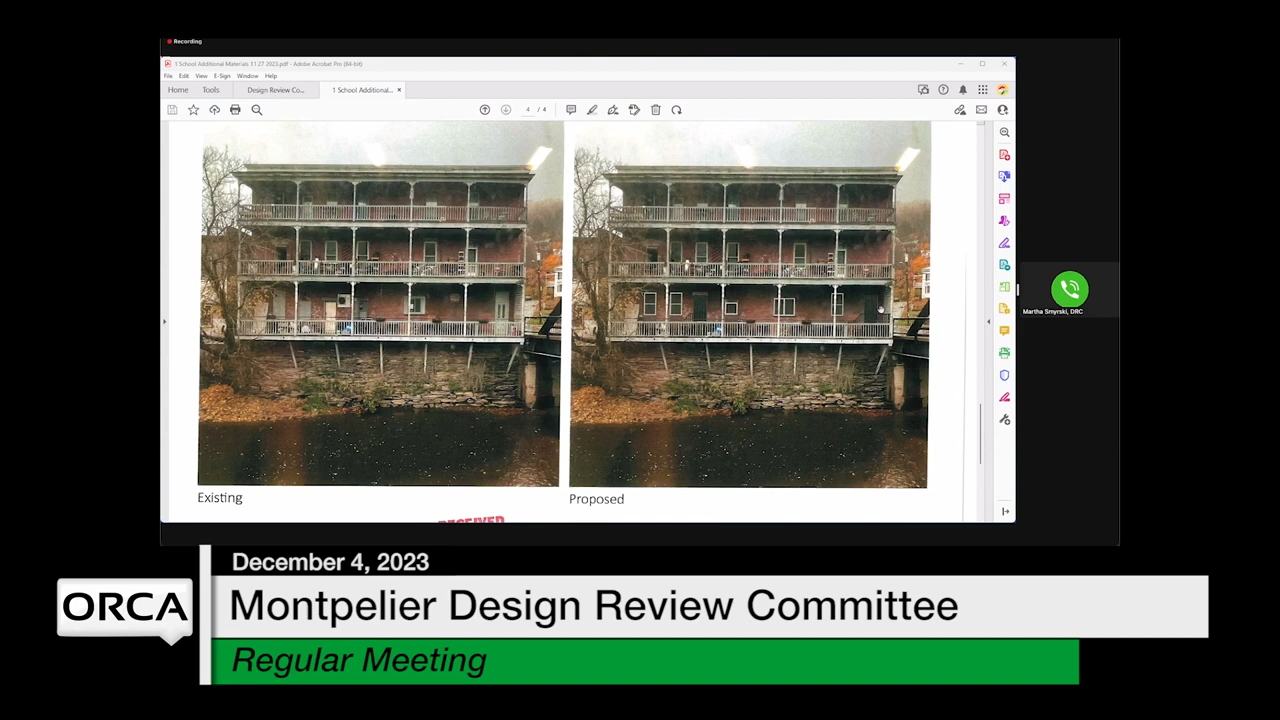 Recording
1 School Additional Materials 11 27 2023.pdf - Adobe Acrobat Pro (64-bit)
File Edit View E-Sign Window Help
Home Tools Design Review Co... 1 School Additional... ×
4 / 4
Martha Smyrski, DRC
Existing Proposed
RECEIVED
December 4, 2023
ORCA Montpelier Design Review Committee
Regular Meeting